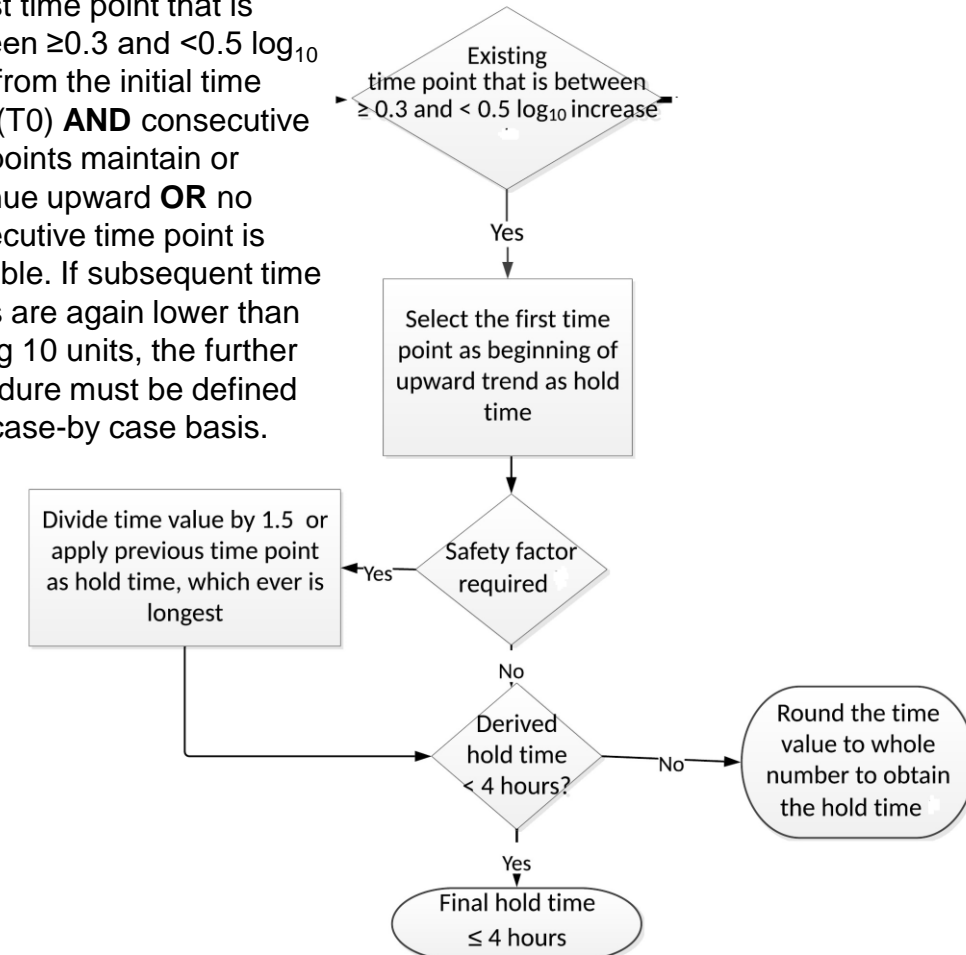 st time point that is
een ≥0.3 and <0.5 log10
from the initial time
(T0) AND consecutive
points maintain or
nue upward OR no
ecutive time point is
ble. If subsequent time
s are again lower than
g 10 units, the further
dure must be defined
case-by case basis.
Existing
time point that is between
≥ 0.3 and < 0.5 log10 increase
Yes
Select the first time
point as beginning of
upward trend as hold
time
Safety factor
required
Yes
Divide time value by 1.5 or
apply previous time point
as hold time, which ever is
longest
No
Derived
hold time
< 4 hours?
No
Round the time
value to whole
number to obtain
the hold time
Yes
Final hold time
≤ 4 hours